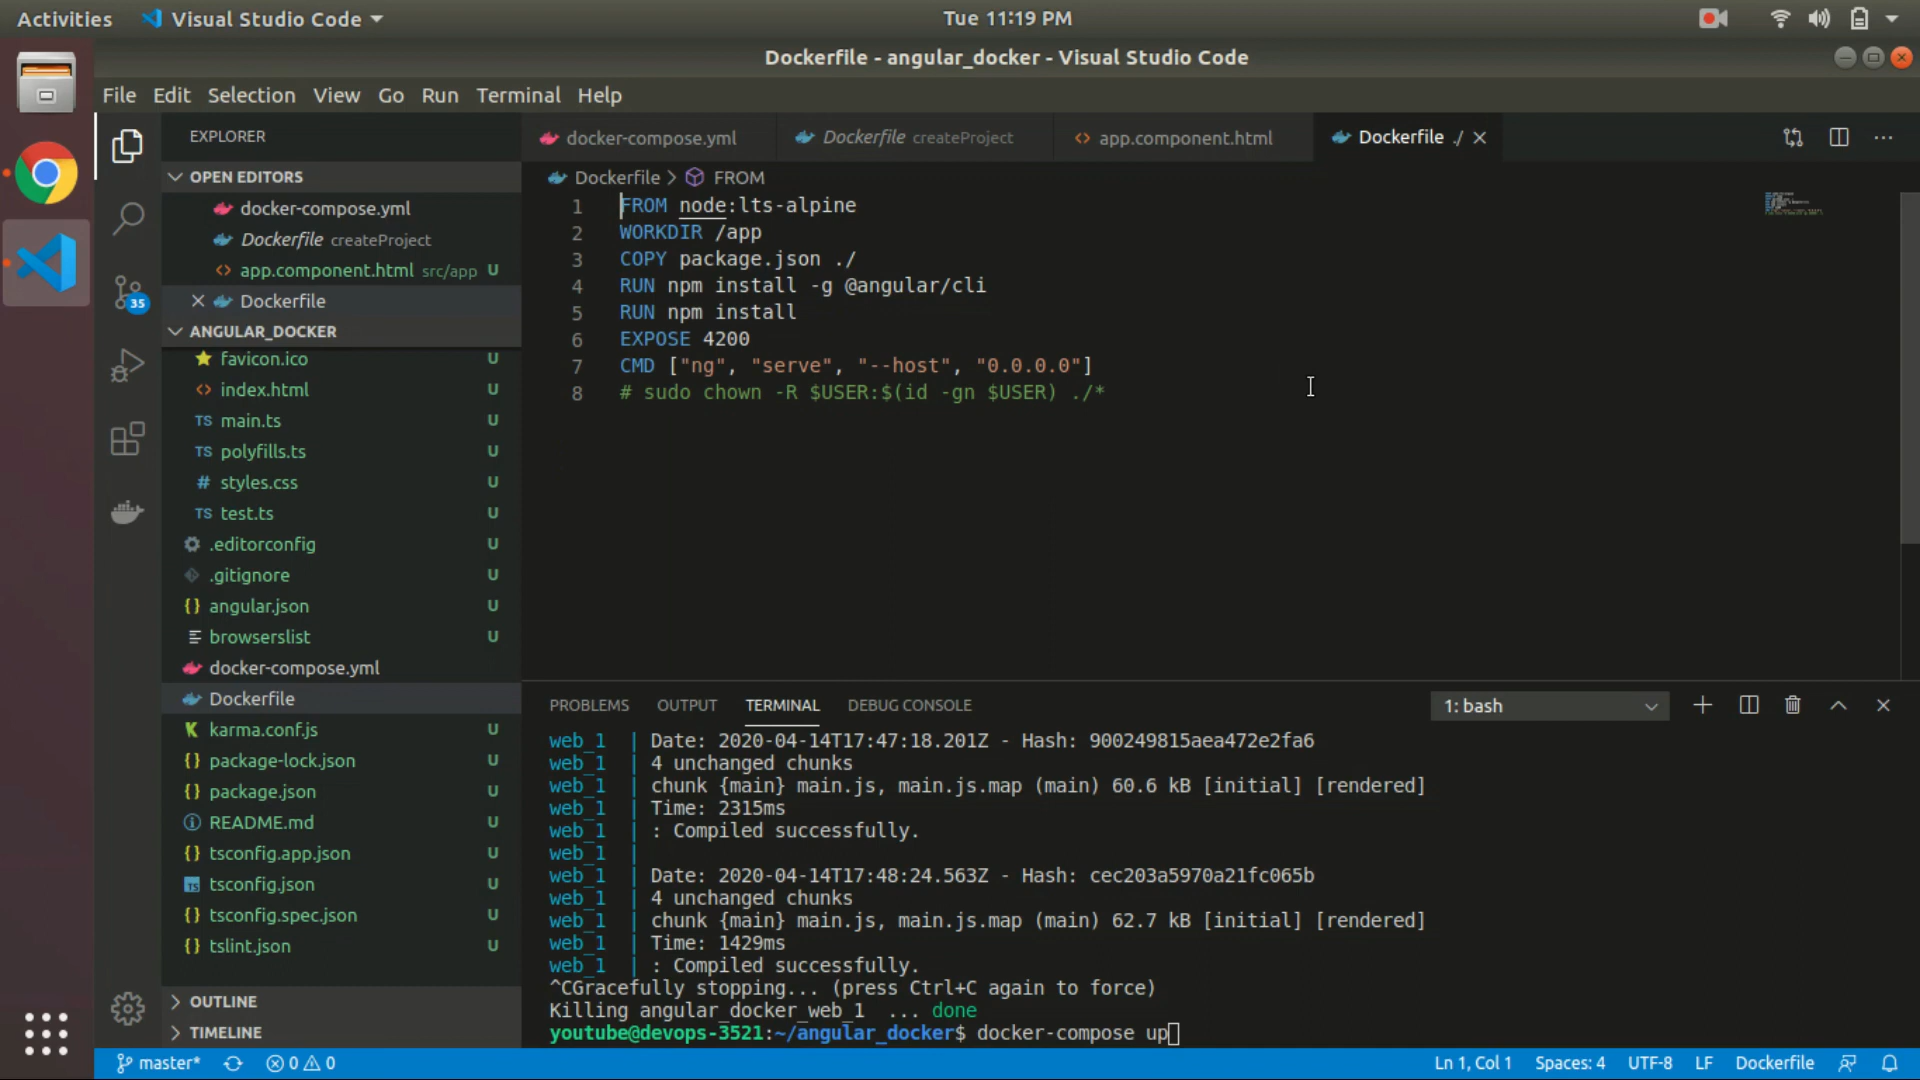 Activities
Visual Studio Code
Tue 11:19 PM
Dockerfile - angular_docker - Visual Studio Code
File Edit Selection View Go Run Terminal Help
EXPLORER
OPEN EDITORS
docker-compose.yml
Dockerfile createProject
app.component.html src/app U
Dockerfile
35
ANGULAR_DOCKER
favicon.ico U
index.html U
main.ts U
polyfills.ts U
styles.css U
test.ts U
.editorconfig U
.gitignore U
angular.json U
browserslist U
docker-compose.yml
Dockerfile
karma.conf.js U
package-lock.json U
package.json U
README.md U
tsconfig.app.json U
tsconfig.json U
tsconfig.spec.json U
tslint.json U
OUTLINE
TIMELINE
docker-compose.yml
Dockerfile createProject
app.component.html
Dockerfile ./
Dockerfile > FROM
1 FROM node:lts-alpine
2 WORKDIR /app
3 COPY package.json ./
4 RUN npm install -g @angular/cli
5 RUN npm install
6 EXPOSE 4200
7 CMD ["ng", "serve", "--host", "0.0.0.0"]
8 # sudo chown -R $USER:$(id -gn $USER) ./*
PROBLEMS OUTPUT TERMINAL DEBUG CONSOLE
1: bash
web_1 | Date: 2020-04-14T17:47:18.201Z - Hash: 900249815aea472e2fa6
web_1 | 4 unchanged chunks
web_1 | chunk {main} main.js, main.js.map (main) 60.6 kB [initial] [rendered]
web_1 | Time: 2315ms
web_1 | : Compiled successfully.
web_1 |
web_1 | Date: 2020-04-14T17:48:24.563Z - Hash: cec203a5970a21fc065b
web_1 | 4 unchanged chunks
web_1 | chunk {main} main.js, main.js.map (main) 62.7 kB [initial] [rendered]
web_1 | Time: 1429ms
web_1 | : Compiled successfully.
^CGracefully stopping... (press Ctrl+C again to force)
Killing angular_docker_web_1 ... done
youtube@devops-3521:~/angular_docker$ docker-compose up
master* 0 0
Ln 1, Col 1 Spaces: 4 UTF-8 LF Dockerfile